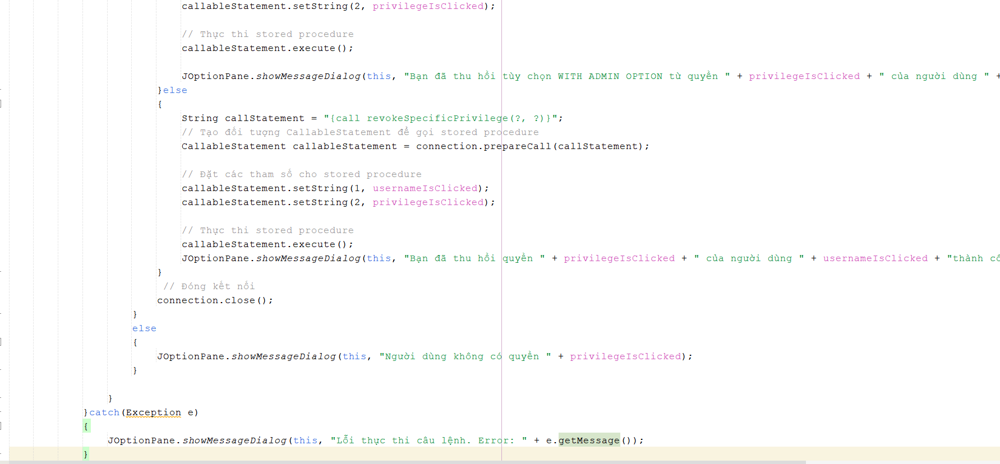 callableStatement.setString(2, privilegeIsClicked);
// Thực thi stored procedure
callableStatement.execute();
JOptionPane.showMessageDialog(this, "Bạn đã thu hồi tùy chọn WITH ADMIN OPTION từ quyền " + privilegeIsClicked + " của người dùng " +
}else
{
String callStatement = "{call revokeSpecificPrivilege(?, ?)}";
// Tạo đối tượng CallableStatement để gọi stored procedure
CallableStatement callableStatement = connection.prepareCall(callStatement);
// Đặt các tham số cho stored procedure
callableStatement.setString(1, usernameIsClicked);
callableStatement.setString(2, privilegeIsClicked);
// Thực thi stored procedure
callableStatement.execute();
JOptionPane.showMessageDialog(this, "Bạn đã thu hồi quyền " + privilegeIsClicked + " của người dùng " + usernameIsClicked + "thành cô
}
// Đóng kết nối
connection.close();
}
else
{
JOptionPane.showMessageDialog(this, "Người dùng không có quyền " + privilegeIsClicked);
}
}
}catch(Exception e)
{
JOptionPane.showMessageDialog(this, "Lỗi thực thi câu lệnh. Error: " + e.getMessage());
}